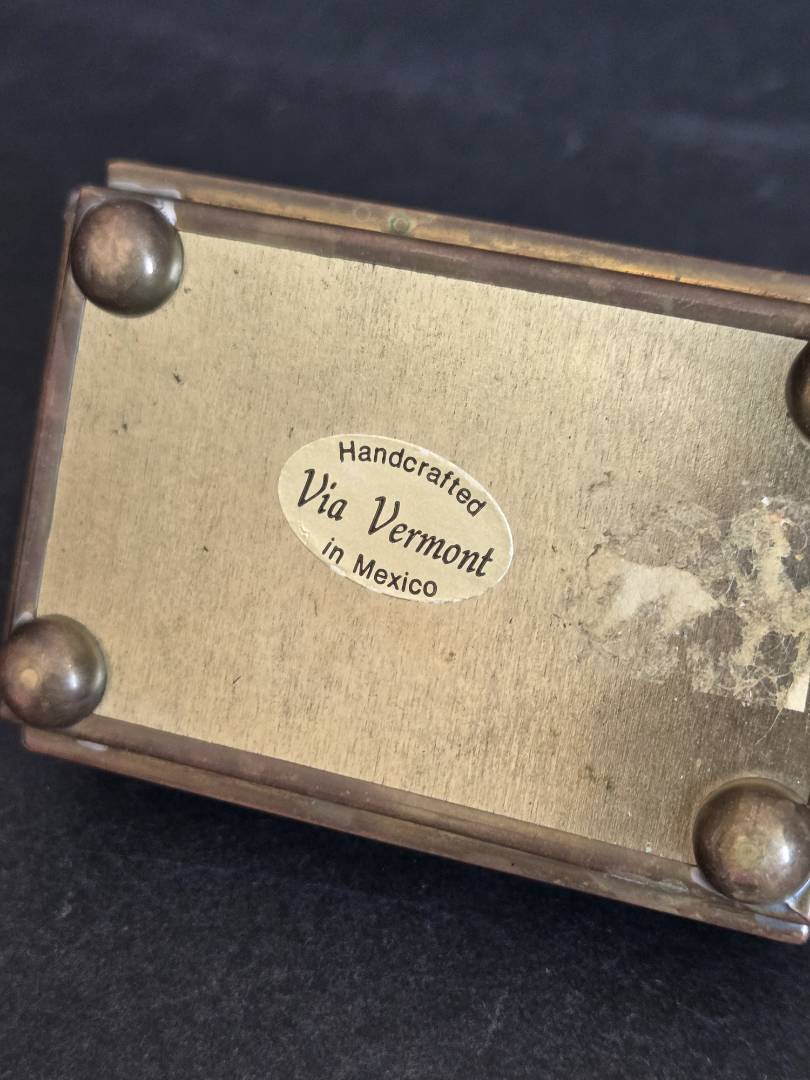 Handcrafted
Via Vermont
in Mexico